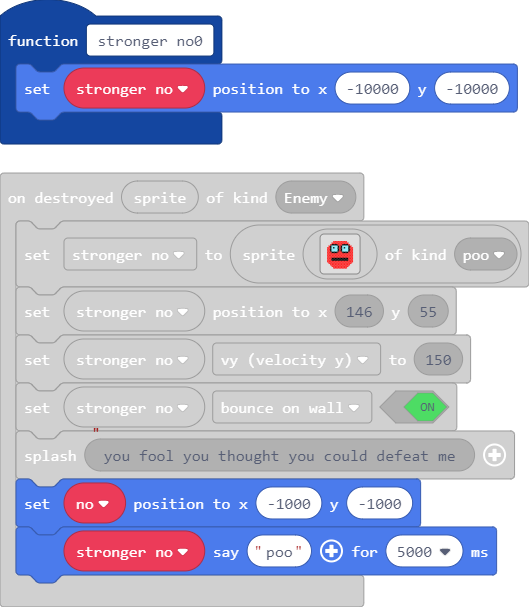 function stronger no0
set stronger no position to x -10000 y -10000
on destroyed sprite of kind Enemy
set stronger no to sprite of kind poo
set stronger no position to x 146 y 55
set stronger no vy (velocity y) to 150
set stronger no bounce on wall ON
splash "you fool you thought you could defeat me
set no position to x -1000 y -1000
stronger no say "poo" for 5000 ms